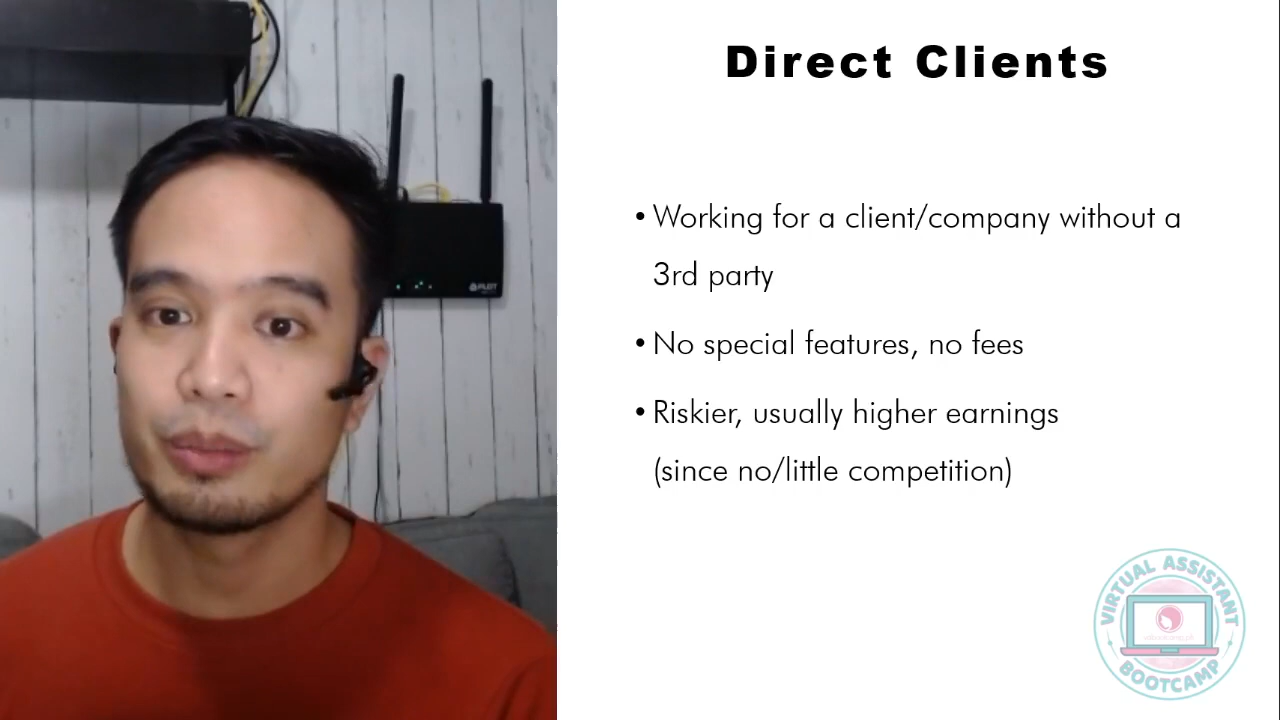 Direct Clients
• Working for a client/company without a
3rd party
• No special features, no fees
• Riskier, usually higher earnings
(since no/little competition)
PLDT
VIRTUAL ASSISTANT
BOOTCAMP